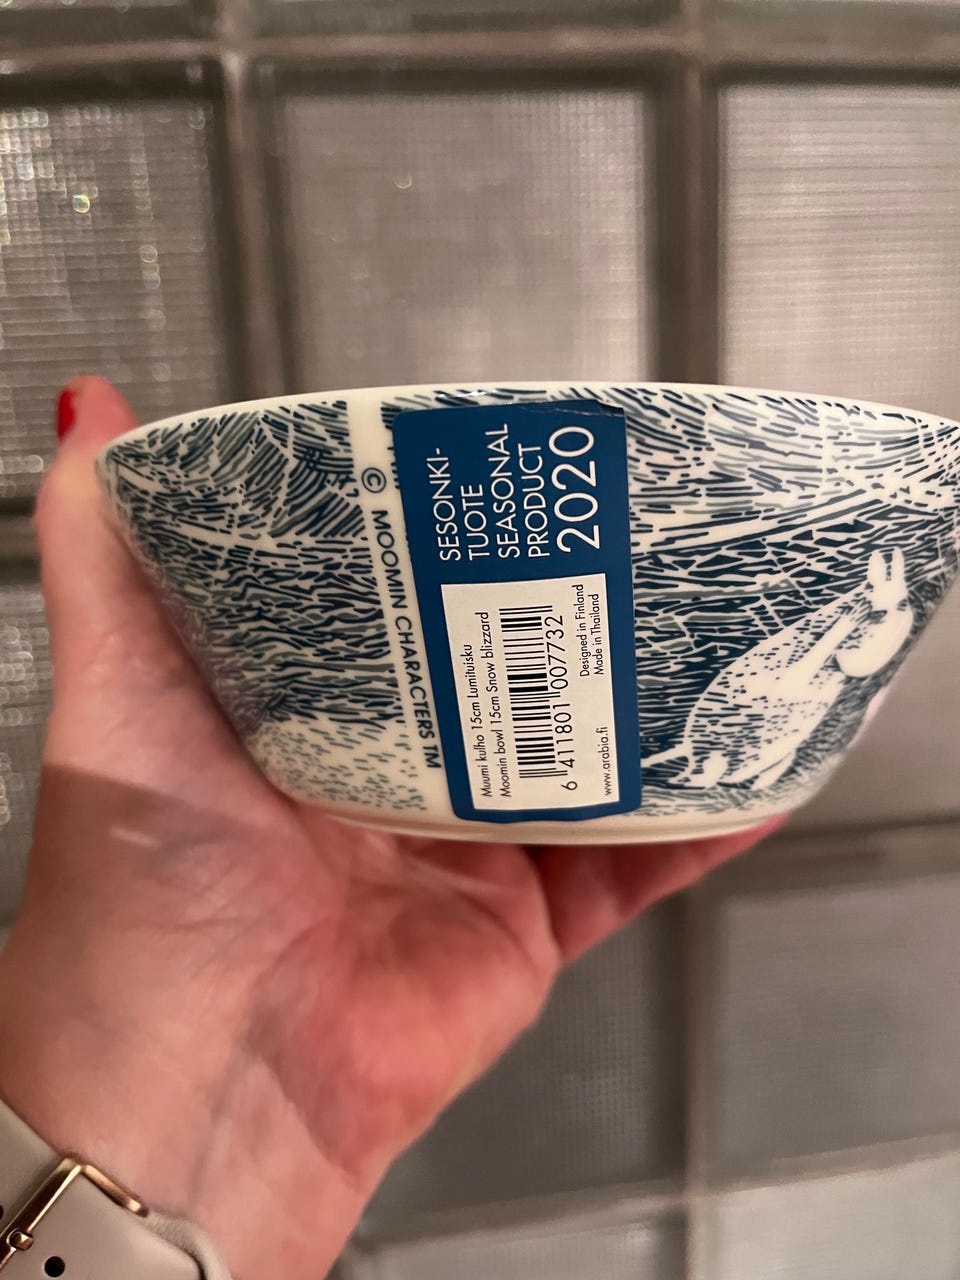 © MOOMIN CHARACTERS TM
SESONKI-
TUOTE
SEASONAL
PRODUCT
2020
Muumi kulho 15cm Lumituisku
Moomin bowl 15cm Snow blizzard
6 411801 007732
Designed in Finland
Made in Thailand
www.arabia.fi